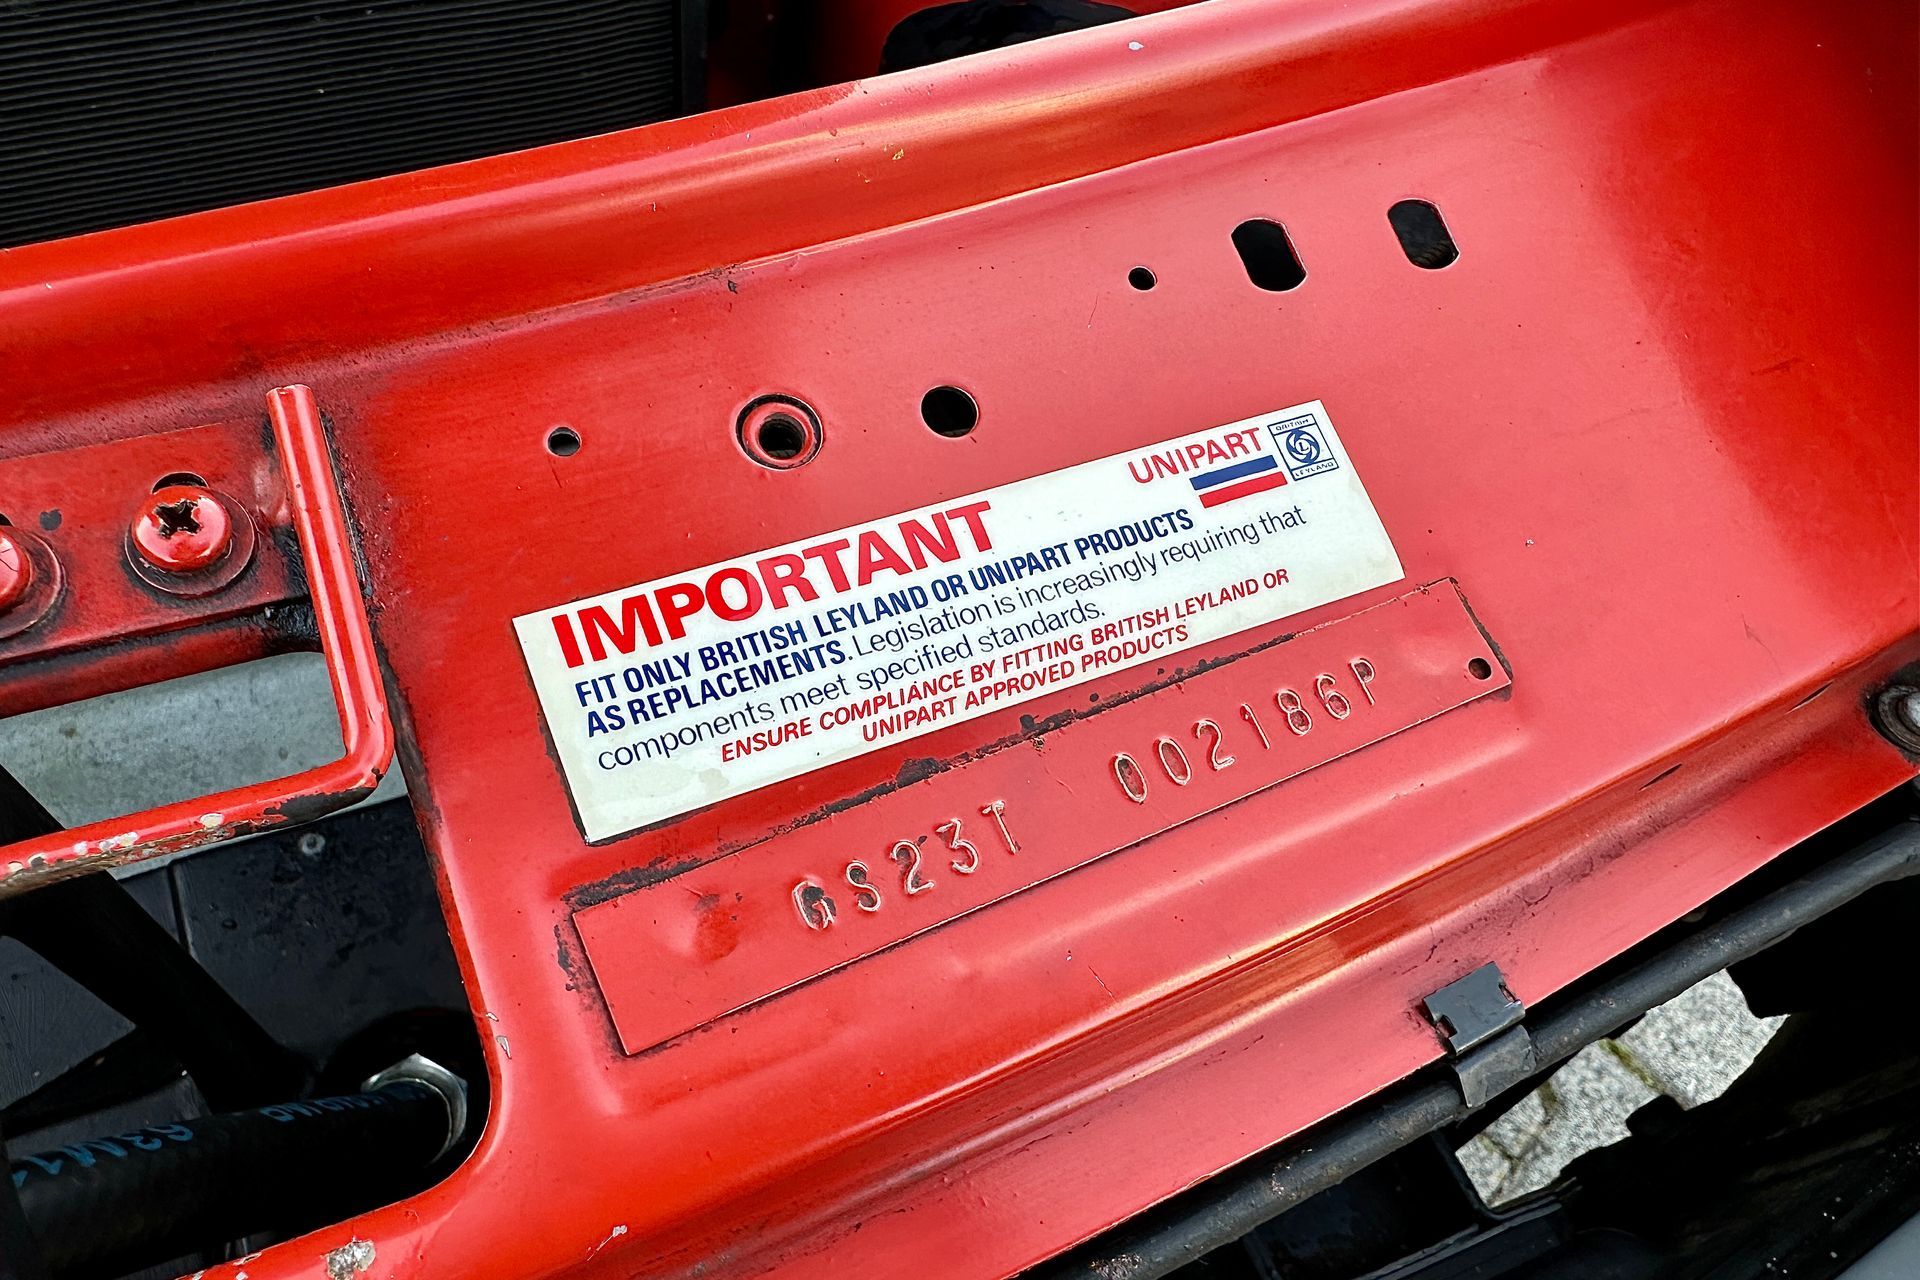 UNIPART
BRITISH
L
LEYLAND
IMPORTANT
FIT ONLY BRITISH LEYLAND OR UNIPART PRODUCTS
AS REPLACEMENTS. Legislation is increasingly requiring that
components meet specified standards.
ENSURE COMPLIANCE BY FITTING BRITISH LEYLAND OR
UNIPART APPROVED PRODUCTS
GS23T 002186P